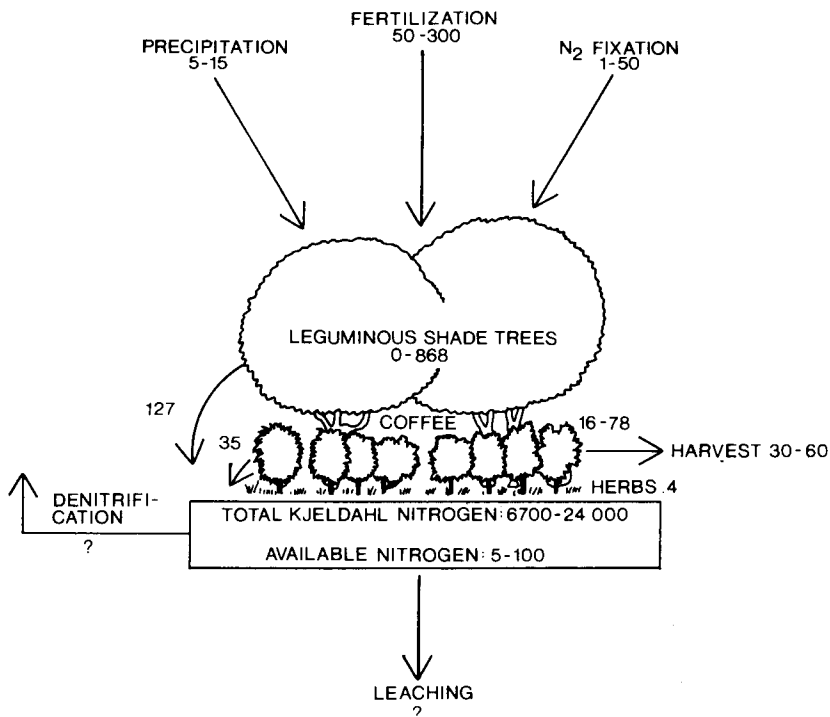 FERTILIZATION
50-300
PRECIPITATION
5-15
N₂ FIXATION
1-50
LEGUMINOUS SHADE TREES
0-868
127
COFFEE
16-78
35
HARVEST 30-60
HERBS .4
DENITRIFI-
CATION
?
TOTAL KJELDAHL NITROGEN: 6700-24 000
AVAILABLE NITROGEN: 5-100
LEACHING
?